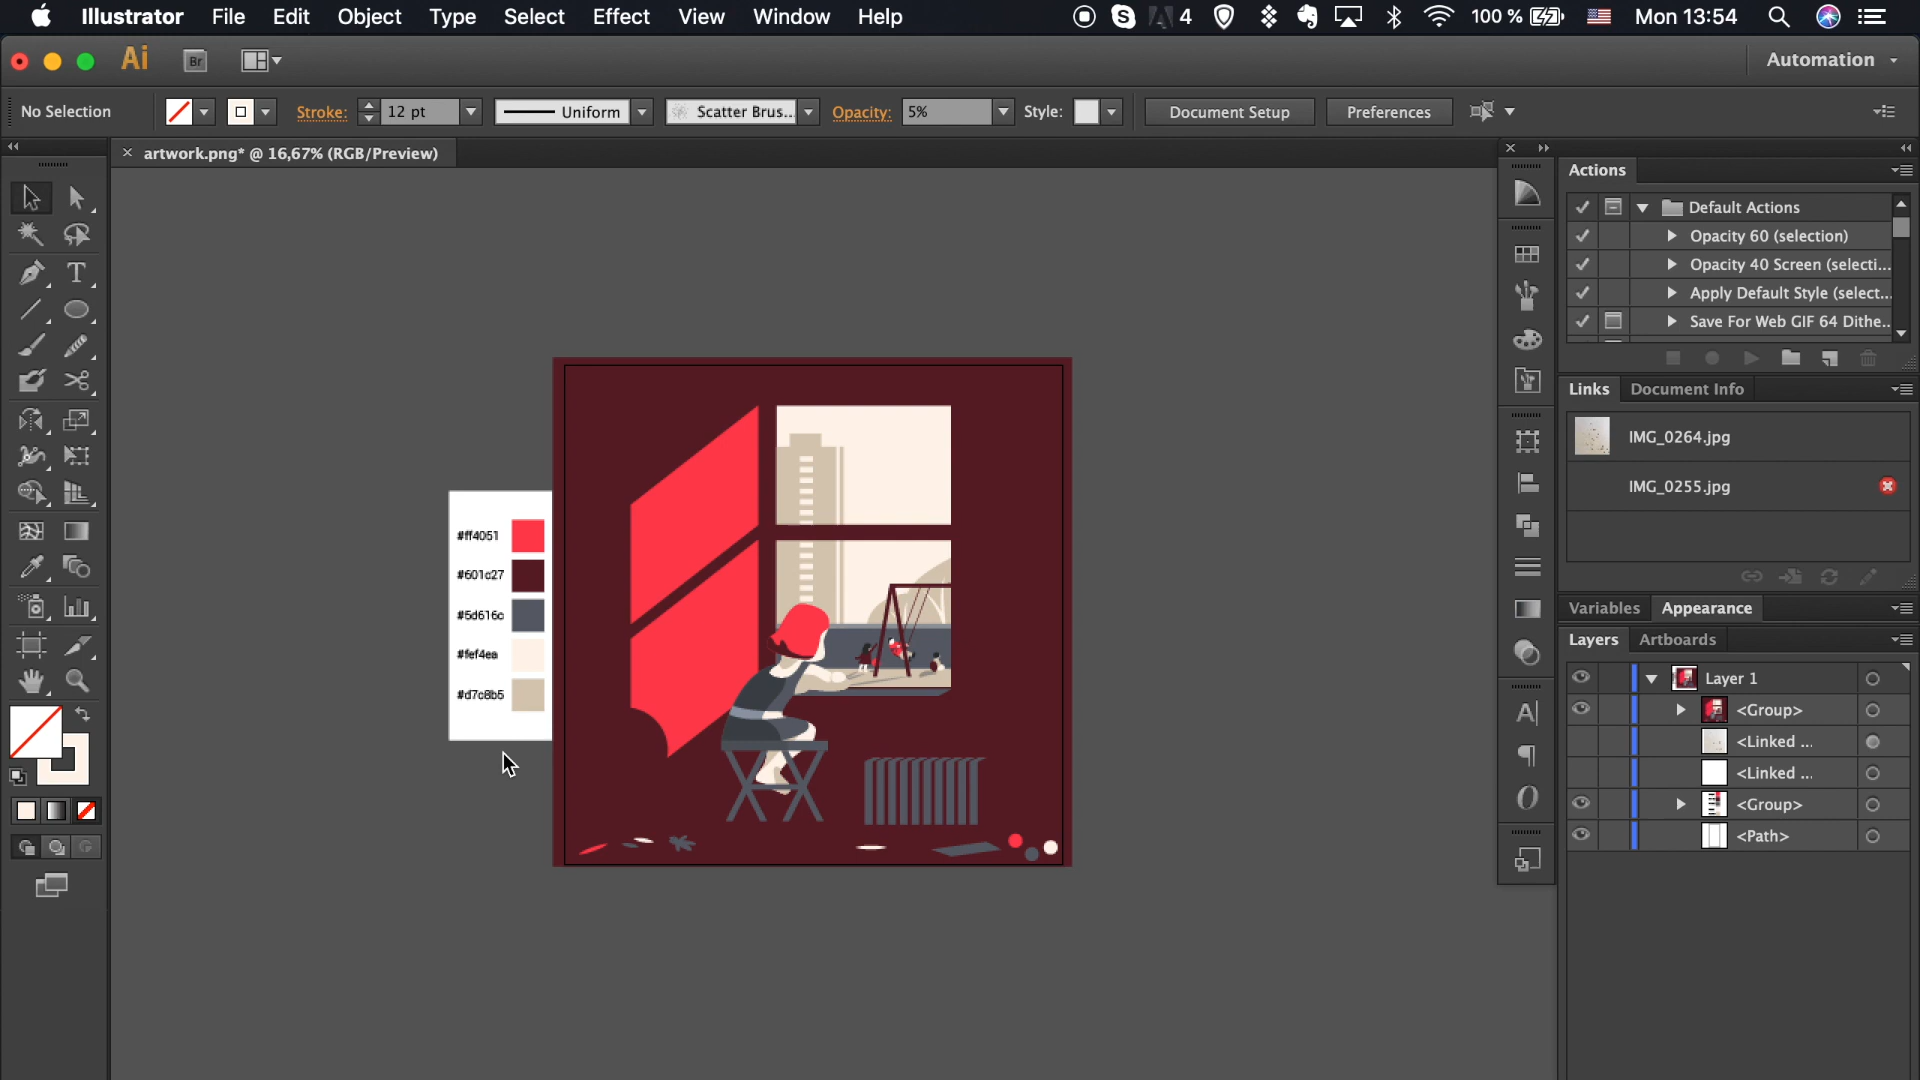 Illustrator File Edit Object Type Select Effect View Window Help 4 100 % Mon 13:54
Ai Br Automation
No Selection Stroke: 12 pt Uniform Scatter Brus... Opacity: 5% Style: Document Setup Preferences
artwork.png* @ 16,67% (RGB/Preview)
Actions
Default Actions
Opacity 60 (selection)
Opacity 40 Screen (selecti...
Apply Default Style (select...
Save For Web GIF 64 Dithe...
Links Document Info
IMG_0264.jpg
IMG_0255.jpg
#ff4051
#601c27
#5d616c
#fef4ea
#d7c8b5
Variables Appearance
Layers Artboards
Layer 1
<Group>
<Linked ...
<Linked ...
<Group>
<Path>